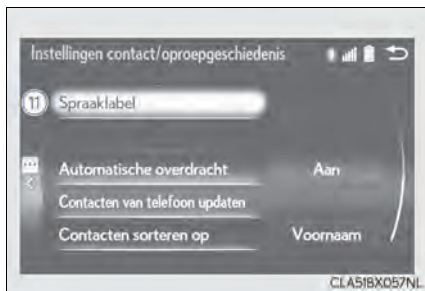 Instellingen contact/oproepgeschiedenis
11 Spraaklabel
Automatische overdracht Aan
Contacten van telefoon updaten
Contacten sorteren op Voornaam
CLA51BX057NL